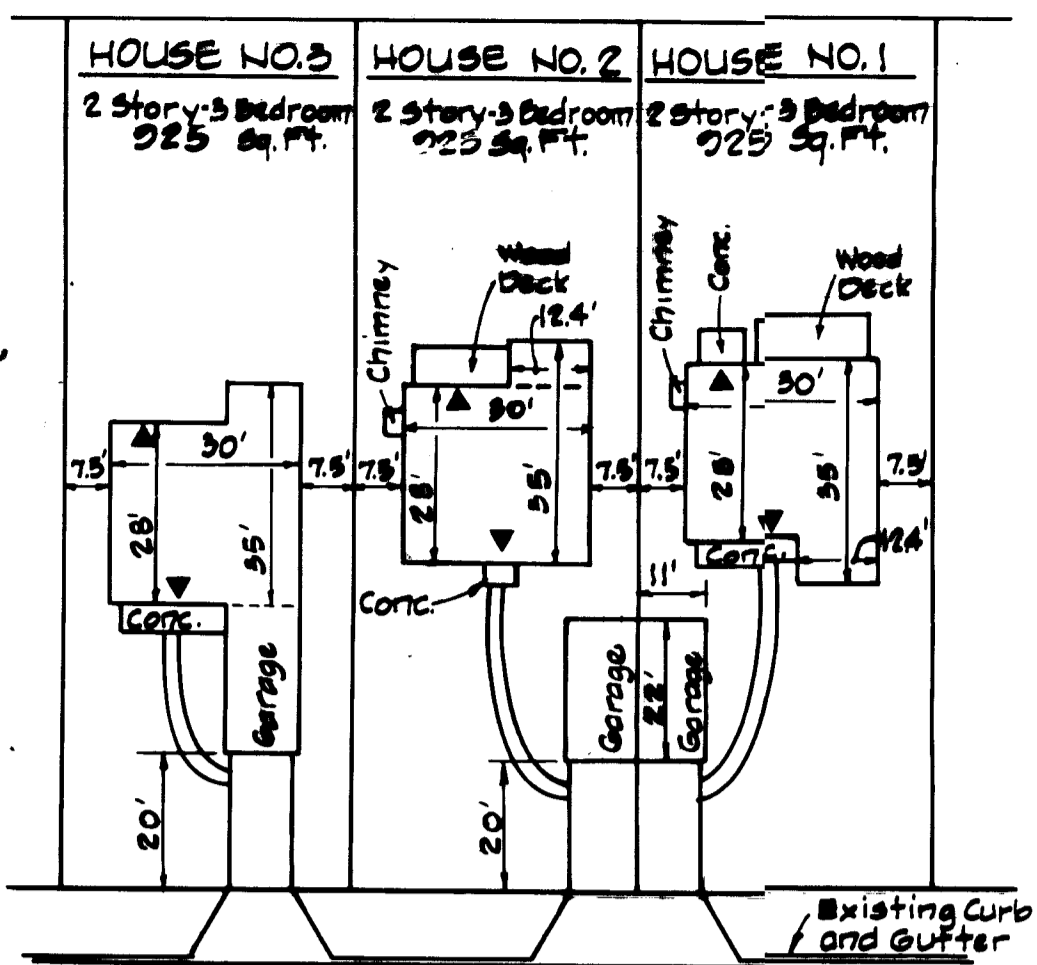 HOUSE NO.3
2 Story-3 Bedroom
925 Sq.Ft.
HOUSE NO. 2
2 Story-3 Bedroom
925 Sq.Ft.
HOUSE NO. 1
2 Story-3 Bedroom
925 Sq.Ft.
Chimney
Wood
Deck
12.4'
Chimney
Conc.
Wood
Deck
7.5'
30'
28'
35'
7.5'
Conc.
Garage
20'
7.5'
30'
28'
35'
7.5'
Conc.
Garage
20'
7.5'
30'
28'
35'
7.5'
Conc.
12.4'
11'
22'
Garage
Existing Curb
and Gutter